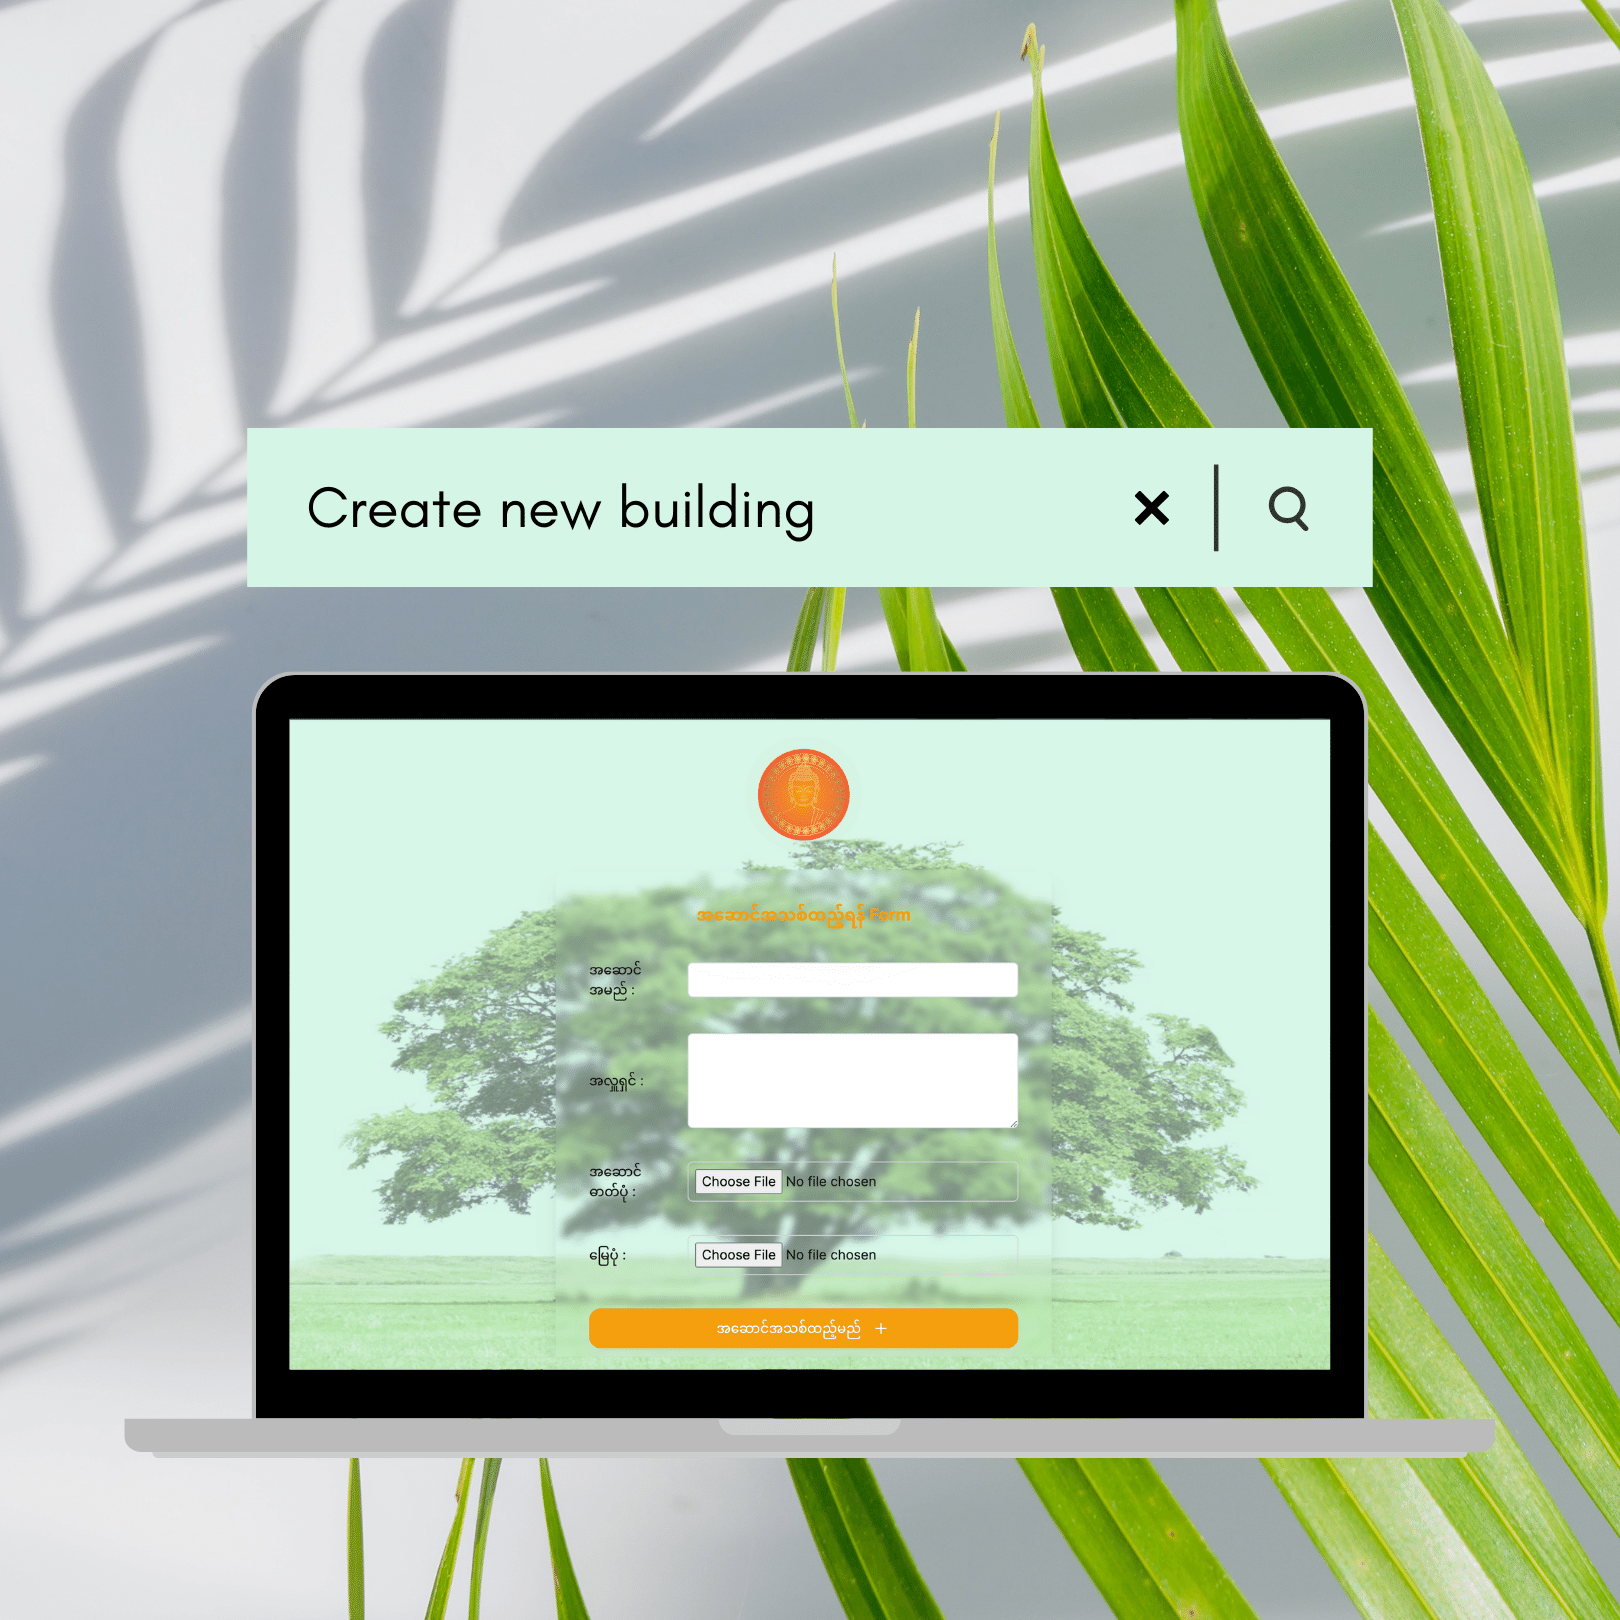 Create new building
အဆောင်အသစ်ထည့်ရန် Form
အဆောင်
အမည် :
အလှူရှင် :
အဆောင်
ဓာတ်ပုံ :
Choose File No file chosen
မြေပုံ :
Choose File No file chosen
အဆောင်အသစ်ထည့်မည် +